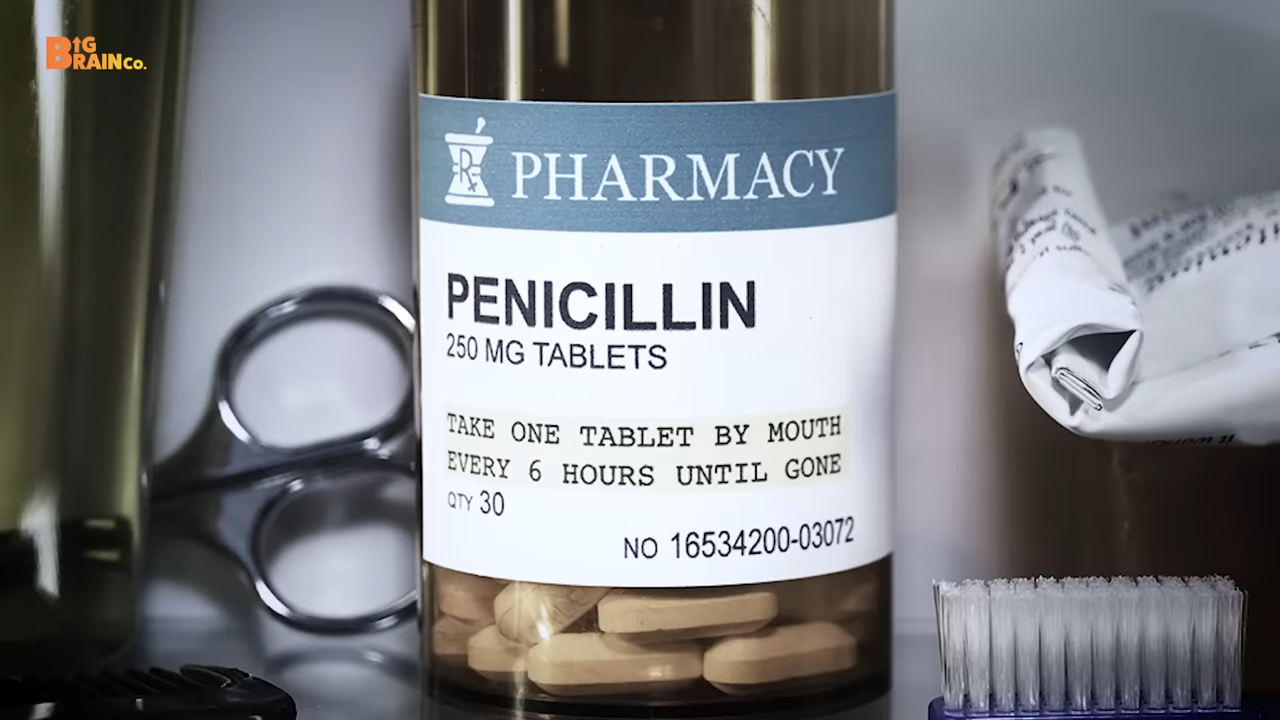 BIG
BRAIN CO.
Rx PHARMACY
PENICILLIN
250 MG TABLETS
TAKE ONE TABLET BY MOUTH
EVERY 6 HOURS UNTIL GONE
QTY 30
NO 16534200-03072